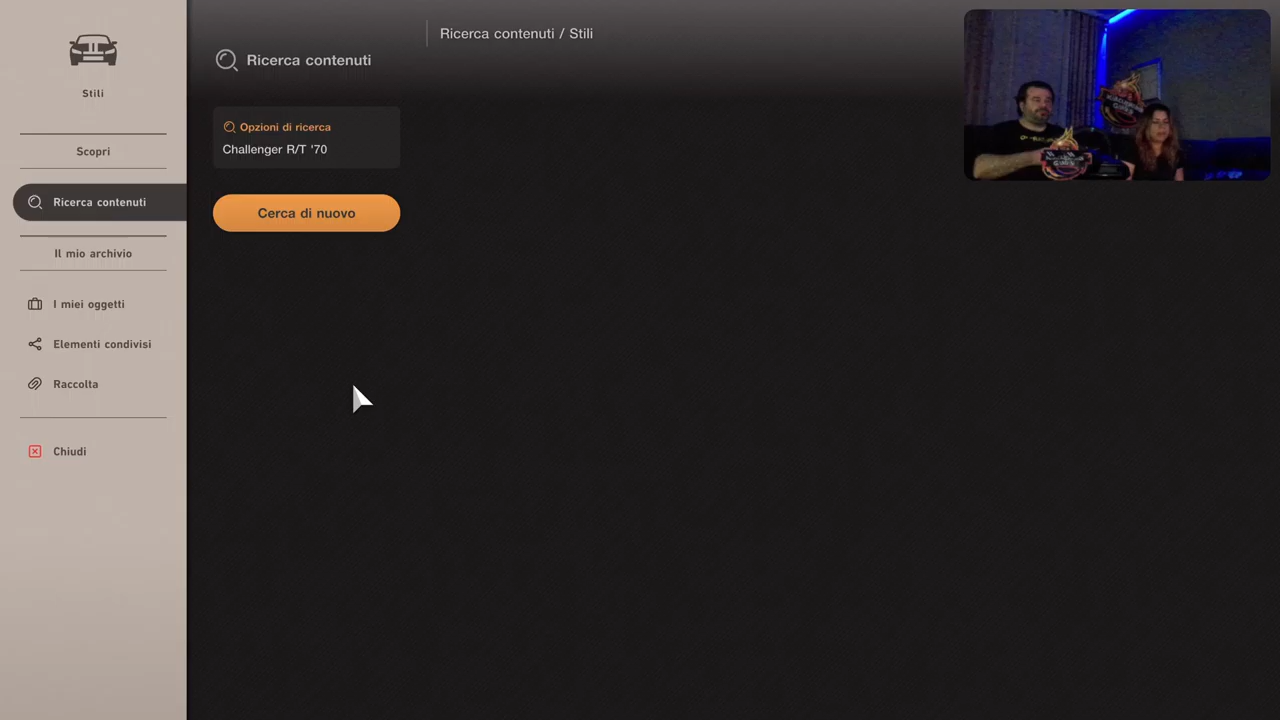 Stili
Scopri
Ricerca contenuti
Il mio archivio
I miei oggetti
Elementi condivisi
Raccolta
Chiudi
Ricerca contenuti
Ricerca contenuti / Stili
Opzioni di ricerca
Challenger R/T '70
Cerca di nuovo